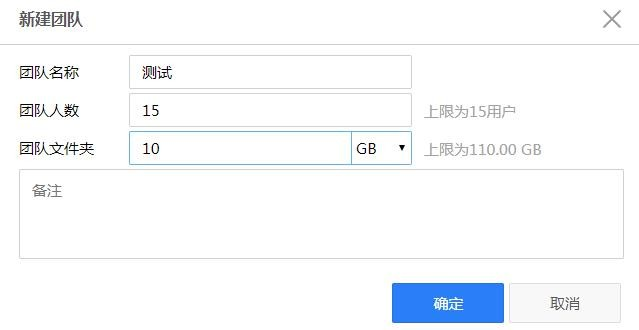 新建团队
团队名称 测试
团队人数 15 上限为15用户
团队文件夹 10 GB 上限为110.00 GB
备注
确定 取消